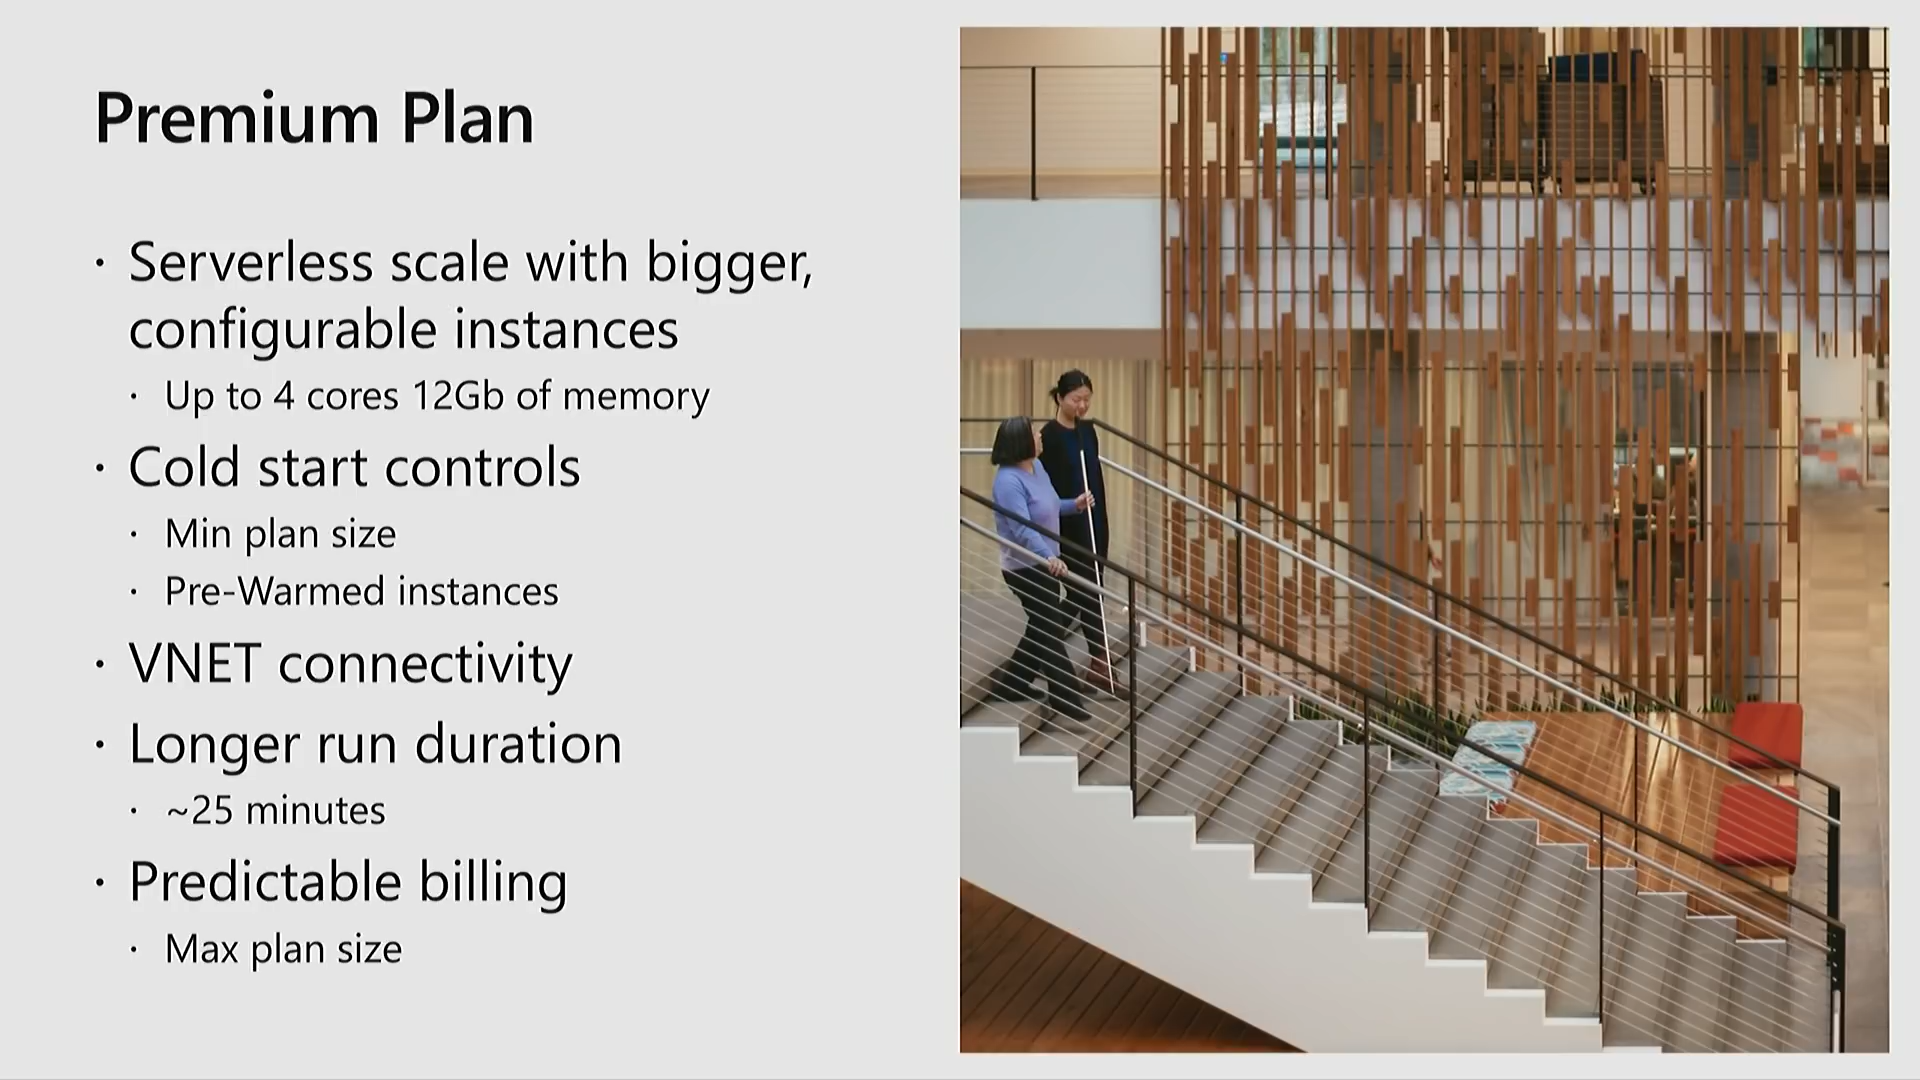 Premium Plan
• Serverless scale with bigger,
configurable instances
• Up to 4 cores 12Gb of memory
• Cold start controls
• Min plan size
• Pre-Warmed instances
• VNET connectivity
• Longer run duration
• ~25 minutes
• Predictable billing
• Max plan size